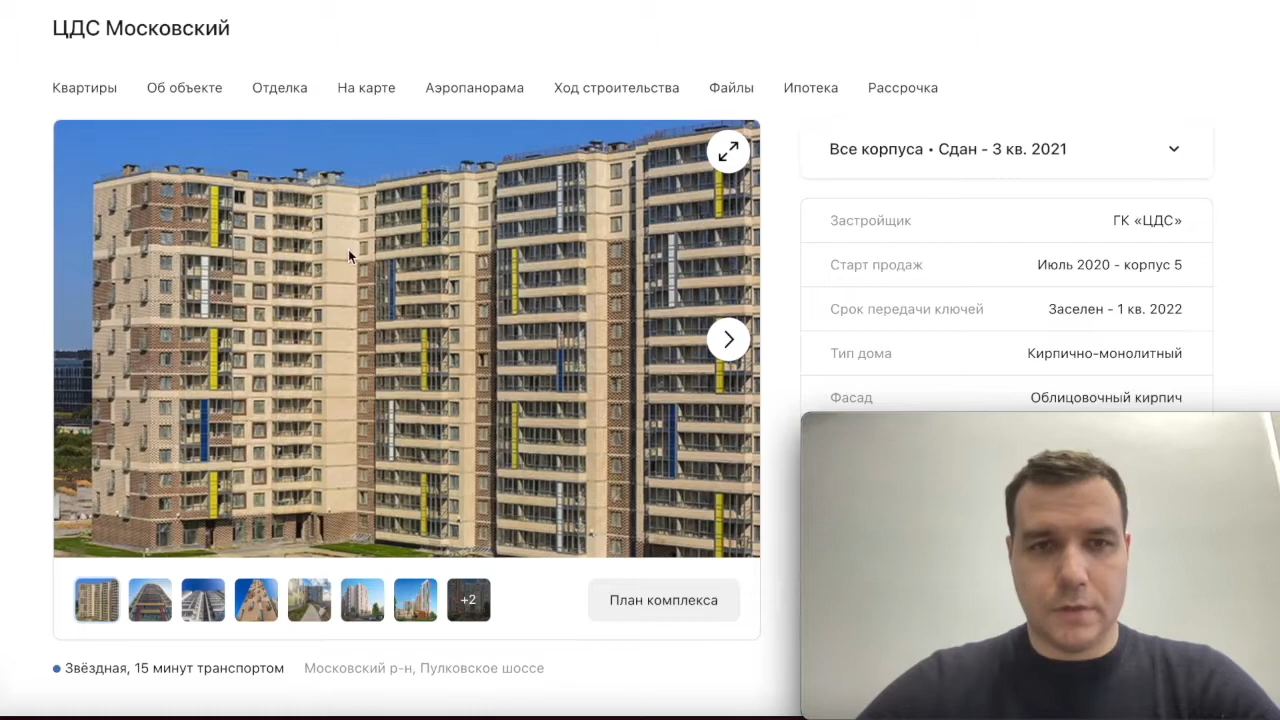 ЦДС Московский
Квартиры Об объекте Отделка На карте Аэропанорама Ход строительства Файлы Ипотека Рассрочка
Все корпуса • Сдан - 3 кв. 2021
Застройщик ГК «ЦДС»
Старт продаж Июль 2020 - корпус 5
Срок передачи ключей Заселен - 1 кв. 2022
Тип дома Кирпично-монолитный
Фасад Облицовочный кирпич
+2
План комплекса
Звёздная, 15 минут транспортом Московский р-н, Пулковское шоссе